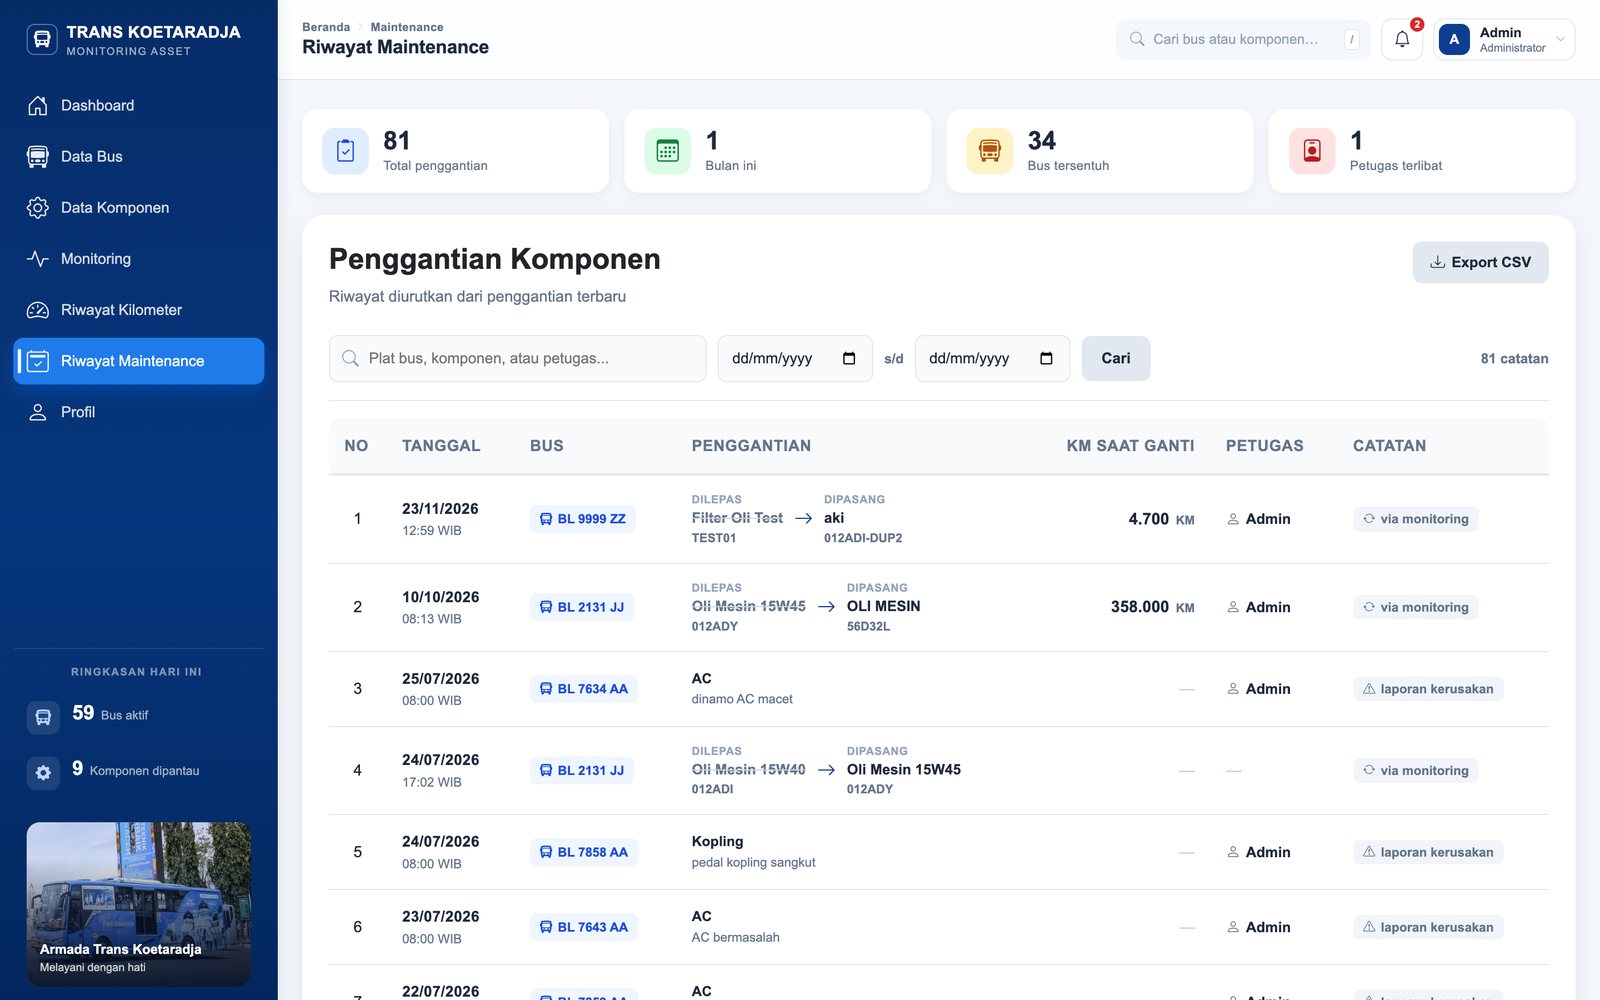 TRANS KOETARADJA
MONITORING ASSET
Dashboard
Data Bus
Data Komponen
Monitoring
Riwayat Kilometer
Riwayat Maintenance
Profil
RINGKASAN HARI INI
59 Bus aktif
9 Komponen dipantau
Armada Trans Koetaradja
Melayani dengan hati
Beranda Maintenance
Riwayat Maintenance
Cari bus atau komponen... /
2
A
Admin
Administrator
81
Total penggantian
1
Bulan ini
34
Bus tersentuh
1
Petugas terlibat
Penggantian Komponen
Riwayat diurutkan dari penggantian terbaru
Export CSV
Plat bus, komponen, atau petugas... dd/mm/yyyy s/d dd/mm/yyyy Cari 81 catatan
NO TANGGAL BUS PENGGANTIAN KM SAAT GANTI PETUGAS CATATAN
1 23/11/2026 12:59 WIB BL 9999 ZZ
DILEPAS DIPASANG
Filter Oli Test → aki
TEST01 012ADI-DUP2
4.700 KM Admin via monitoring
2 10/10/2026 08:13 WIB BL 2131 JJ
DILEPAS DIPASANG
Oli Mesin 15W45 → OLI MESIN
012ADY 56D32L
358.000 KM Admin via monitoring
3 25/07/2026 08:00 WIB BL 7634 AA
AC
dinamo AC macet
— Admin laporan kerusakan
4 24/07/2026 17:02 WIB BL 2131 JJ
DILEPAS DIPASANG
Oli Mesin 15W40 → Oli Mesin 15W45
012ADI 012ADY
— — via monitoring
5 24/07/2026 08:00 WIB BL 7858 AA
Kopling
pedal kopling sangkut
— Admin laporan kerusakan
6 23/07/2026 08:00 WIB BL 7643 AA
AC
AC bermasalah
— Admin laporan kerusakan
22/07/2026
AC